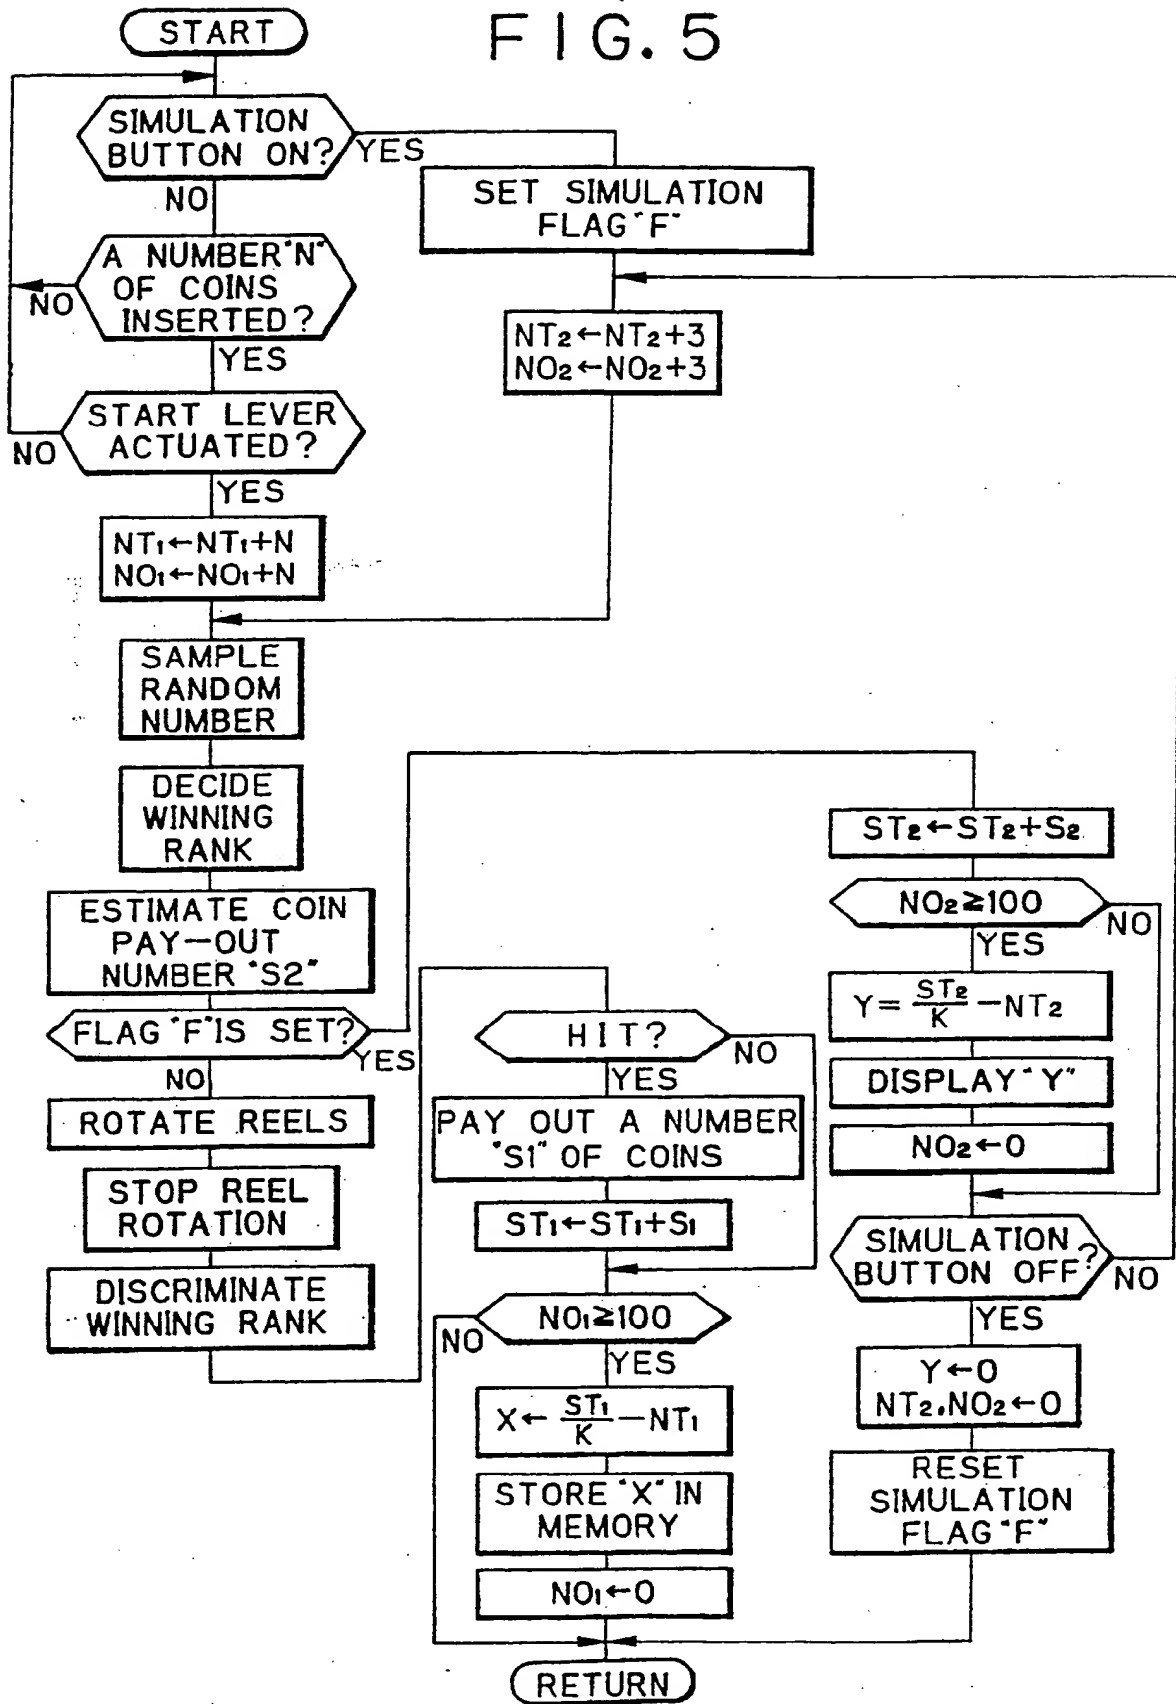 FIG. 5
START
SIMULATION
BUTTON ON?
YES
NO
SET SIMULATION
FLAG "F"
A NUMBER "N"
OF COINS
INSERTED?
NO
YES
NT₂←NT₂+3
NO₂←NO₂+3
START LEVER
ACTUATED?
NO
YES
NT₁←NT₁+N
NO₁←NO₁+N
SAMPLE
RANDOM
NUMBER
DECIDE
WINNING
RANK
ESTIMATE COIN
PAY-OUT
NUMBER "S2"
FLAG "F" IS SET?
YES
NO
ROTATE REELS
STOP REEL
ROTATION
DISCRIMINATE
WINNING RANK
HIT?
NO
YES
PAY OUT A NUMBER
"S1" OF COINS
ST₁←ST₁+S₁
NO₁≧100
NO
YES
X← ST₁/K −NT₁
STORE "X" IN
MEMORY
NO₁←0
ST₂←ST₂+S₂
NO₂≧100
NO
YES
Y= ST₂/K −NT₂
DISPLAY "Y"
NO₂←0
SIMULATION
BUTTON OFF?
NO
YES
Y←0
NT₂.NO₂←0
RESET
SIMULATION
FLAG "F"
RETURN